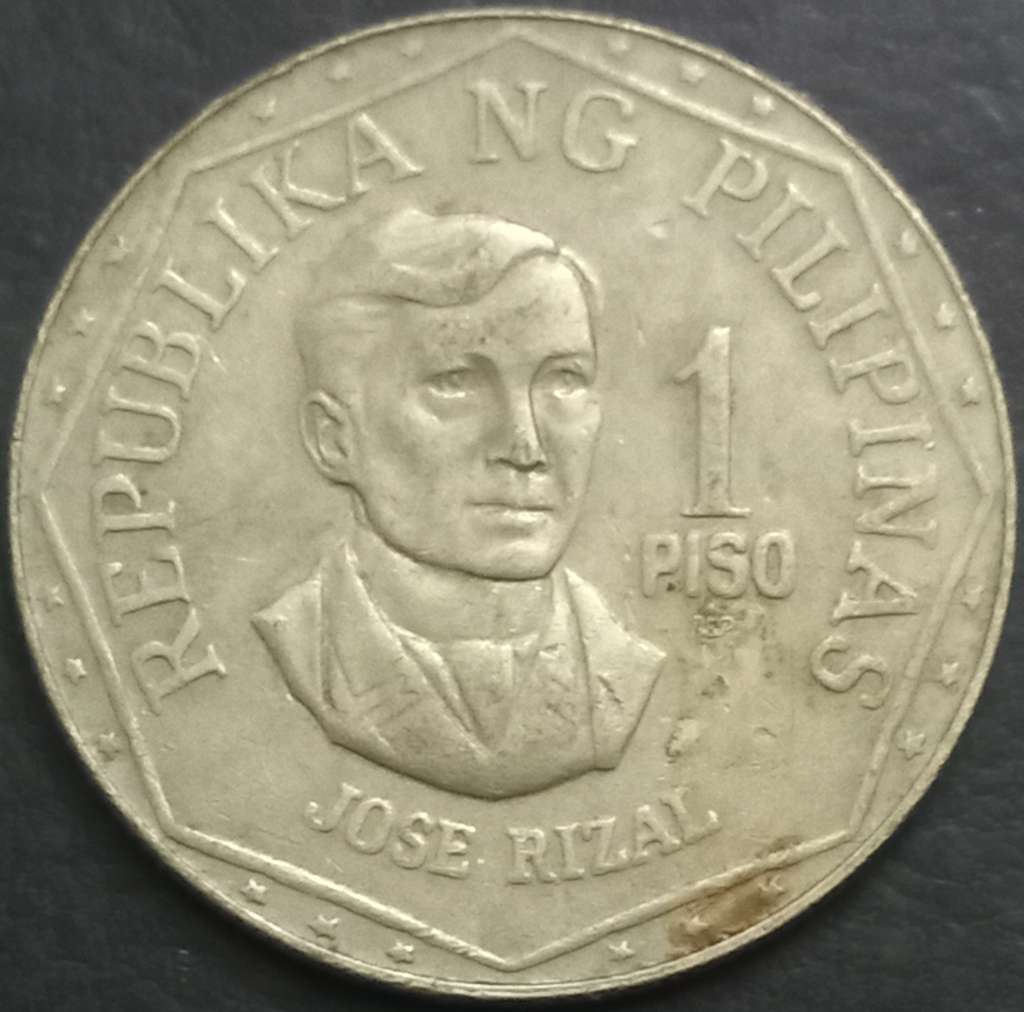 REPUBLIKA NG PILIPINAS
1
PISO
JOSE RIZAL